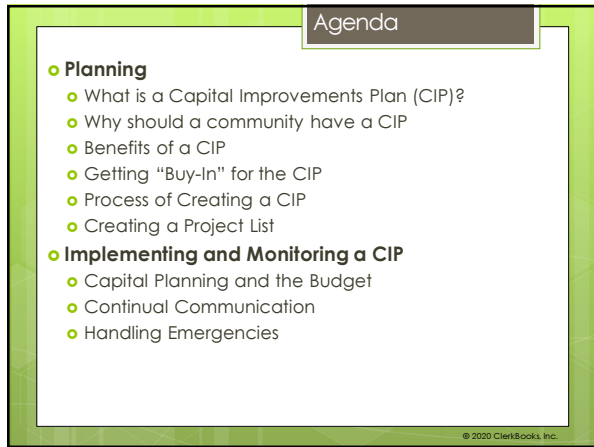 Agenda
Planning
What is a Capital Improvements Plan (CIP)?
Why should a community have a CIP
Benefits of a CIP
Getting “Buy-In” for the CIP
Process of Creating a CIP
Creating a Project List
Implementing and Monitoring a CIP
Capital Planning and the Budget
Continual Communication
Handling Emergencies
© 2020 ClerkBooks, Inc.